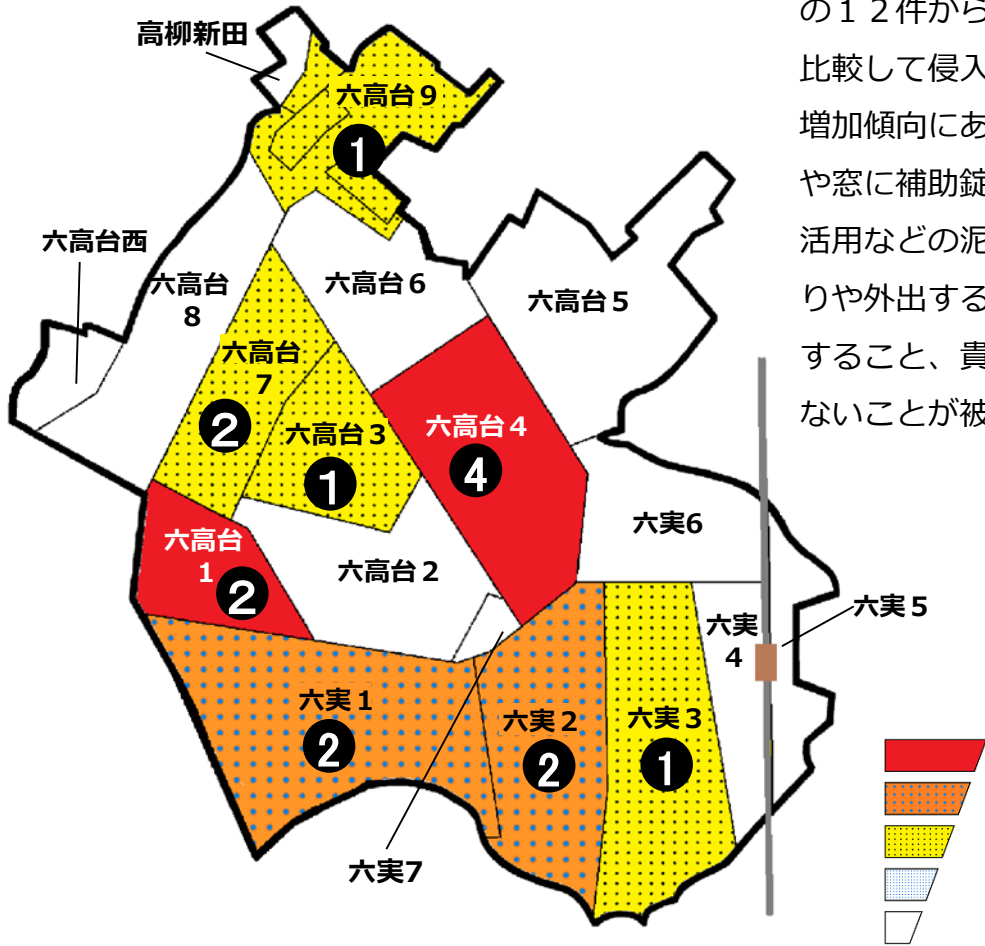 の１２件から
比較して侵入
増加傾向にあ
や窓に補助錠
活用などの泥
りや外出する
すること、貴
ないことが被
高柳新田
六高台９
1
六高台西
六高台
8
六高台６
六高台５
六高台
７
2
六高台３
1
六高台４
4
六実6
六高台
１
2
六高台２
六実５
六実
4
六実１
2
六実２
2
六実３
1
六実7